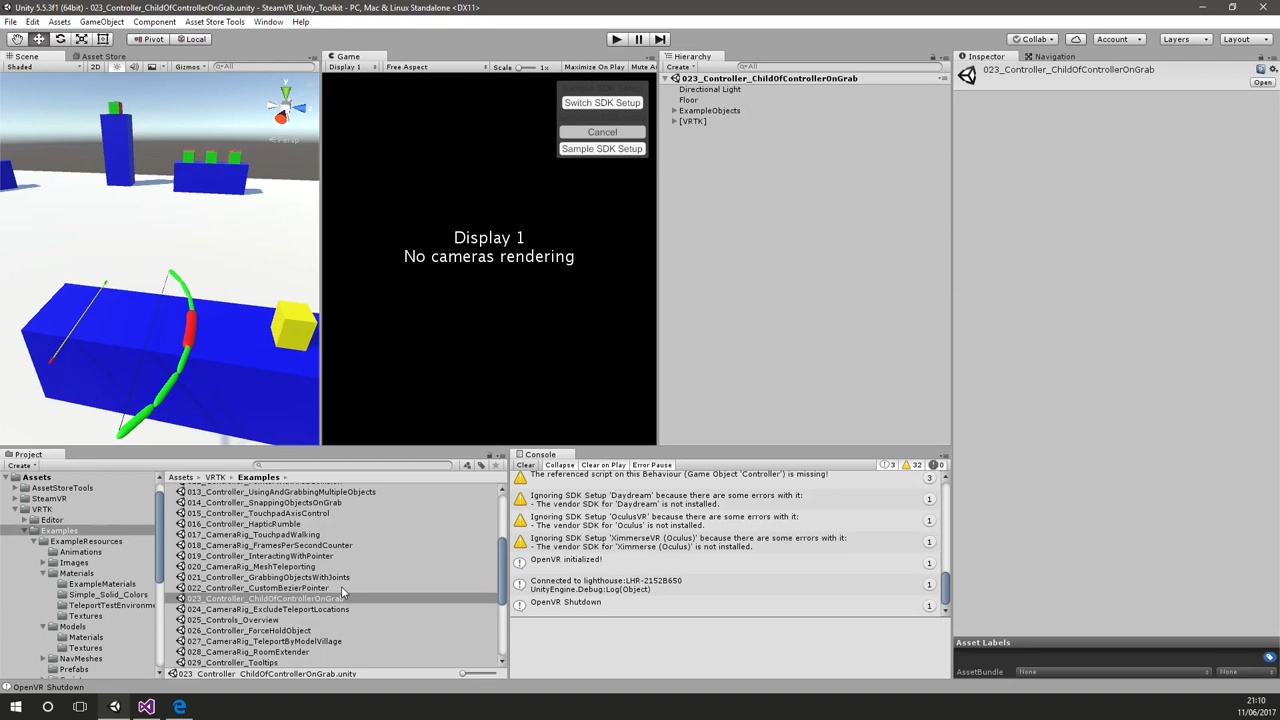 Unity 5.5.3f1 (64bit) - 023_Controller_ChildOfControllerOnGrab.unity - SteamVR_Unity_Toolkit - PC, Mac & Linux Standalone <DX11>
File Edit Assets GameObject Component Asset Store Tools Window Help
Pivot Local Collab Account Layers Layout
Scene Asset Store
Shaded 2D Gizmos All
y
z
Persp
Game
Display 1 Free Aspect Scale 1x Maximize On Play Mute A
Switch SDK Setup
Cancel
Sample SDK Setup
Display 1
No cameras rendering
Hierarchy
Create All
023_Controller_ChildOfControllerOnGrab
Directional Light
Floor
ExampleObjects
[VRTK]
Inspector Navigation
023_Controller_ChildOfControllerOnGrab
Open
Project
Create
Assets
AssetStoreTools
SteamVR
VRTK
Editor
Examples
ExampleResources
Animations
Images
Materials
ExampleMaterials
Simple_Solid_Colors
TeleportTestEnvironme
Textures
Models
Materials
Textures
NavMeshes
Prefabs
Assets VRTK Examples
013_Controller_UsingAndGrabbingMultipleObjects
014_Controller_SnappingObjectsOnGrab
015_Controller_TouchpadAxisControl
016_Controller_HapticRumble
017_CameraRig_TouchpadWalking
018_CameraRig_FramesPerSecondCounter
019_Controller_InteractingWithPointer
020_CameraRig_MeshTeleporting
021_Controller_GrabbingObjectsWithJoints
022_Controller_CustomBezierPointer
023_Controller_ChildOfControllerOnGrab
024_CameraRig_ExcludeTeleportLocations
025_Controls_Overview
026_Controller_ForceHoldObject
027_CameraRig_TeleportByModelVillage
028_CameraRig_RoomExtender
029_Controller_Tooltips
023_Controller_ChildOfControllerOnGrab.unity
Console
Clear Collapse Clear on Play Error Pause 3 32 0
The referenced script on this Behaviour (Game Object 'Controller') is missing! 3
Ignoring SDK Setup 'Daydream' because there are some errors with it:
- The vendor SDK for 'Daydream' is not installed. 1
Ignoring SDK Setup 'OculusVR' because there are some errors with it:
- The vendor SDK for 'Oculus' is not installed. 1
Ignoring SDK Setup 'XimmerseVR (Oculus)' because there are some errors with it:
- The vendor SDK for 'Ximmerse (Oculus)' is not installed. 1
OpenVR initialized! 1
Connected to lighthouse:LHR-2152B650
UnityEngine.Debug:Log(Object) 1
OpenVR Shutdown 1
Asset Labels
AssetBundle None None
OpenVR Shutdown
21:10
11/06/2017